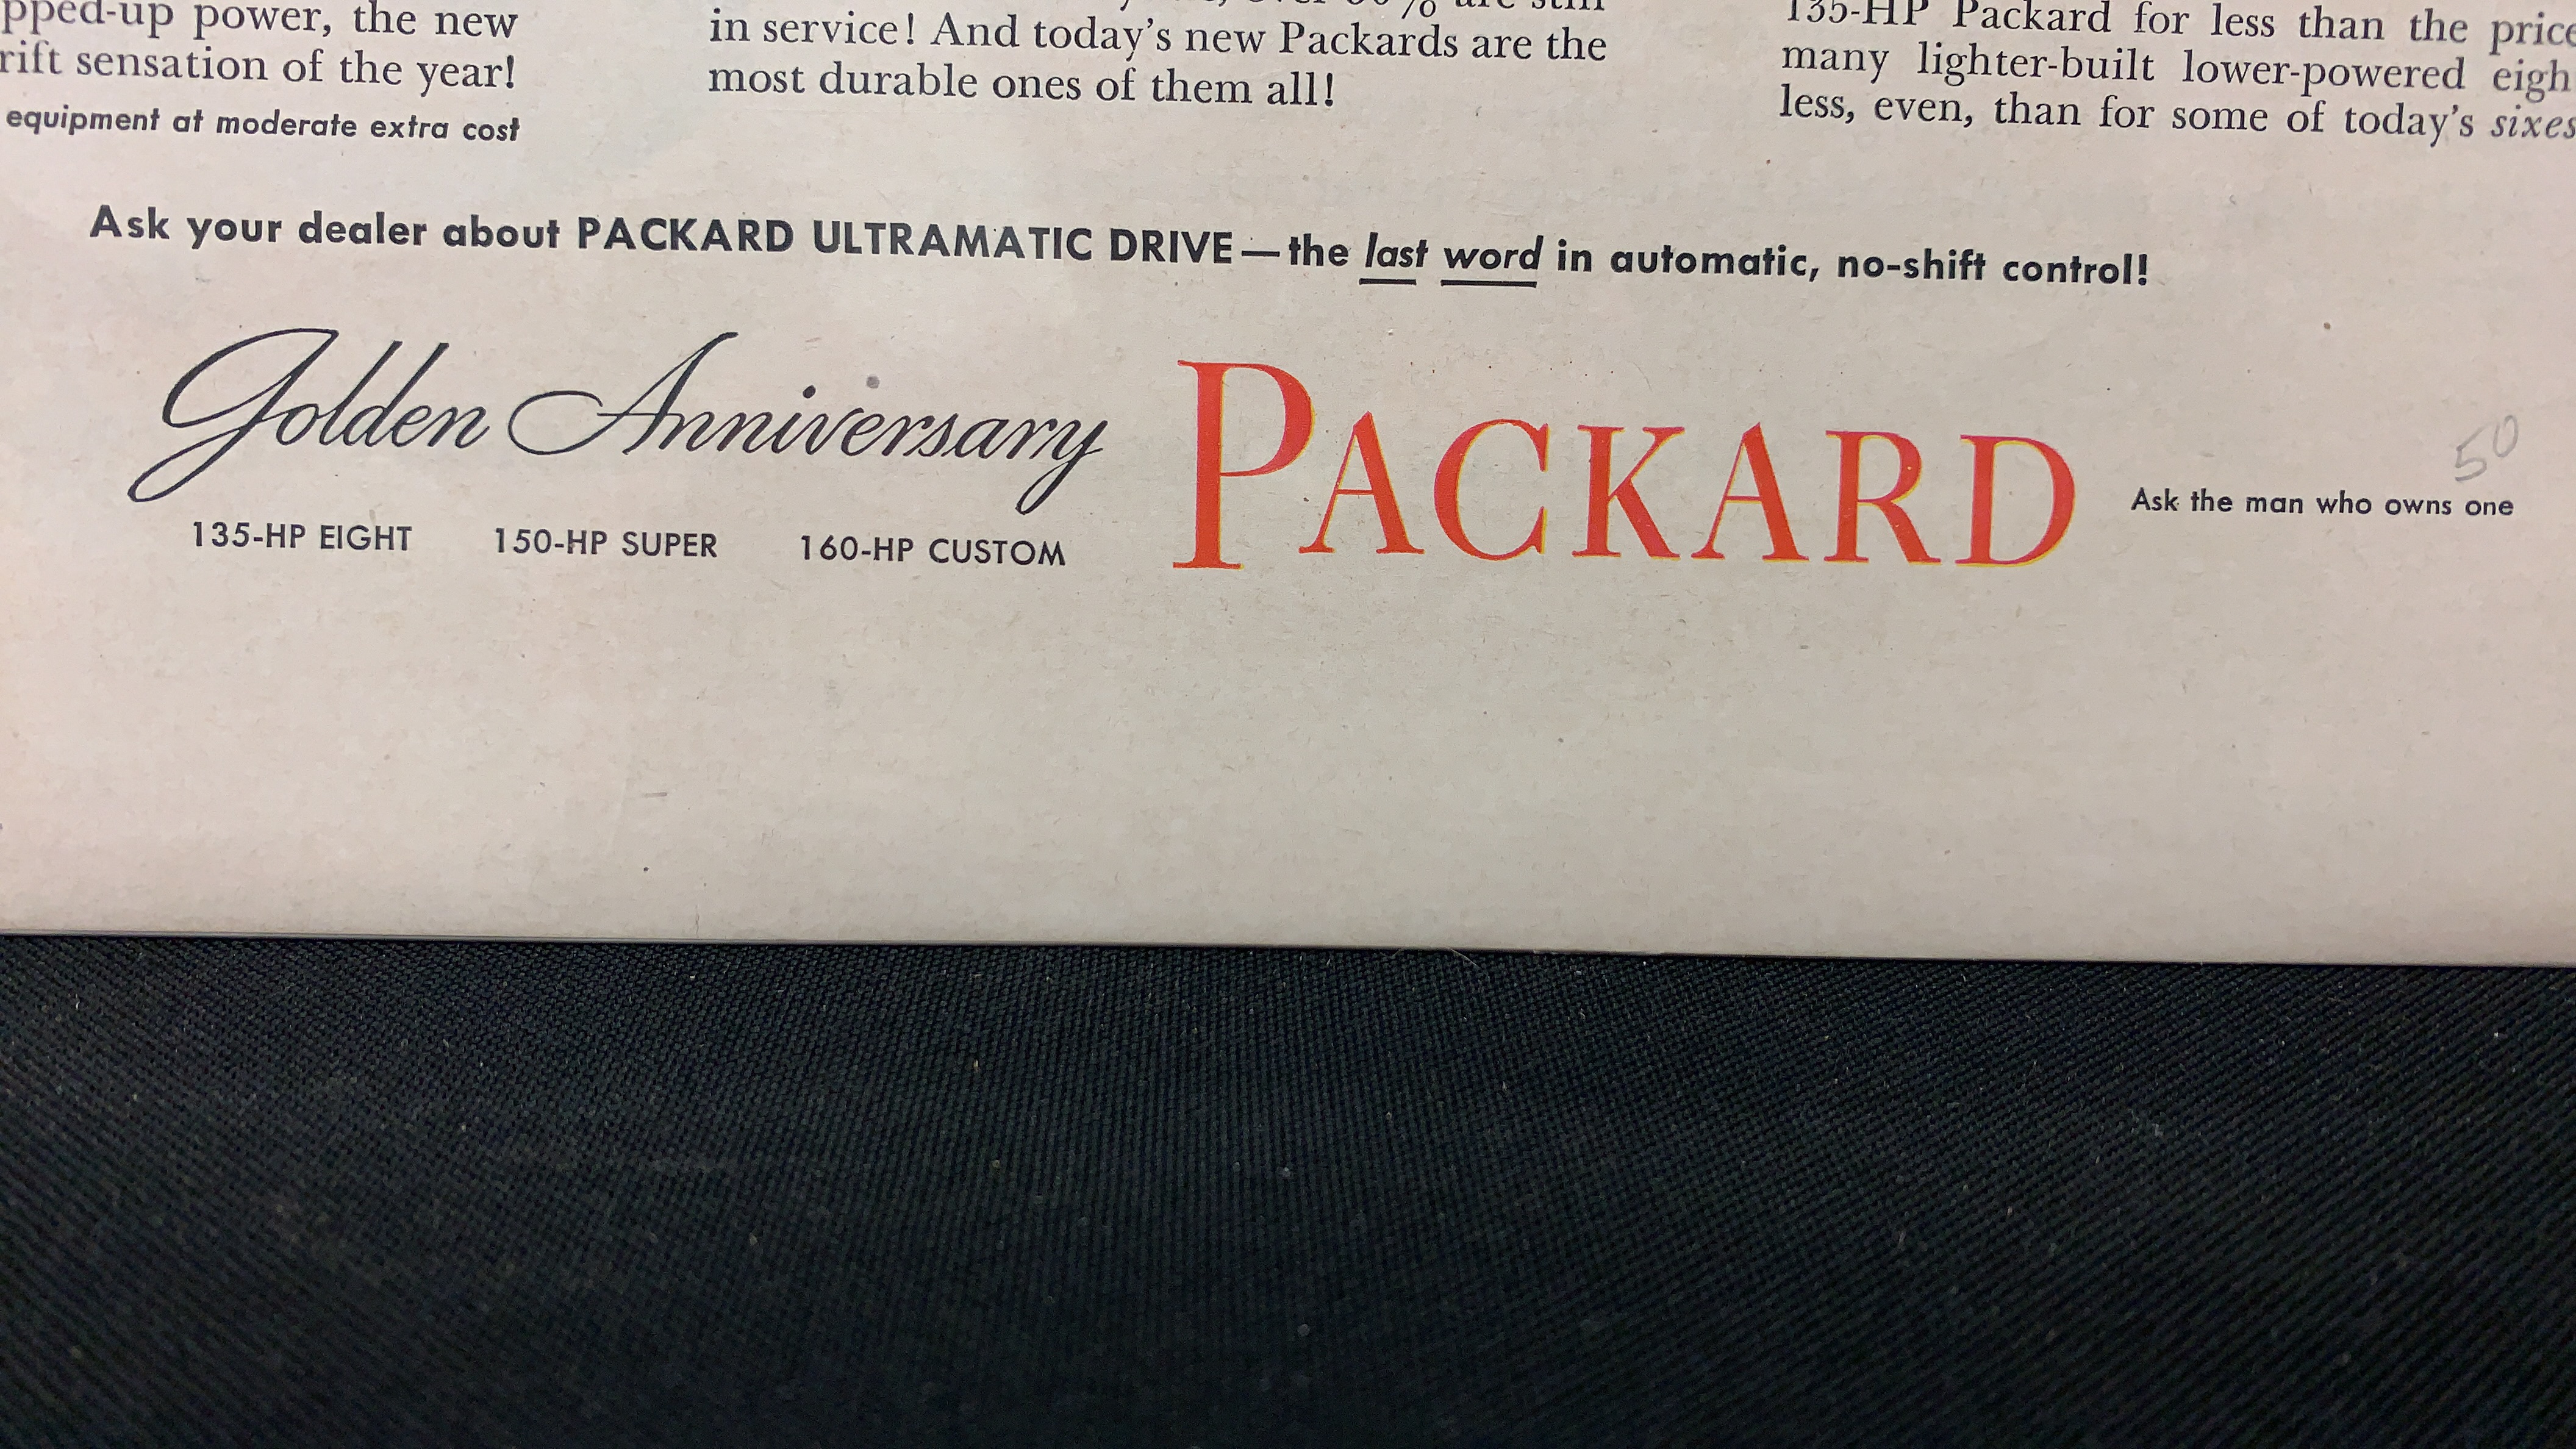 power, the new
sensation of the year!
equipment at moderate extra cost
are still
in service! And today's new Packards are the
most durable ones of them all!
135-HP Packard for less than the price
many lighter-built lower-powered
less, even, than for some of today's sixes
Ask your dealer about PACKARD ULTRAMATIC DRIVE—the last word in automatic, no-shift control!
Golden Anniversary PACKARD
50
Ask the man who owns one
135-HP EIGHT 150-HP SUPER 160-HP CUSTOM